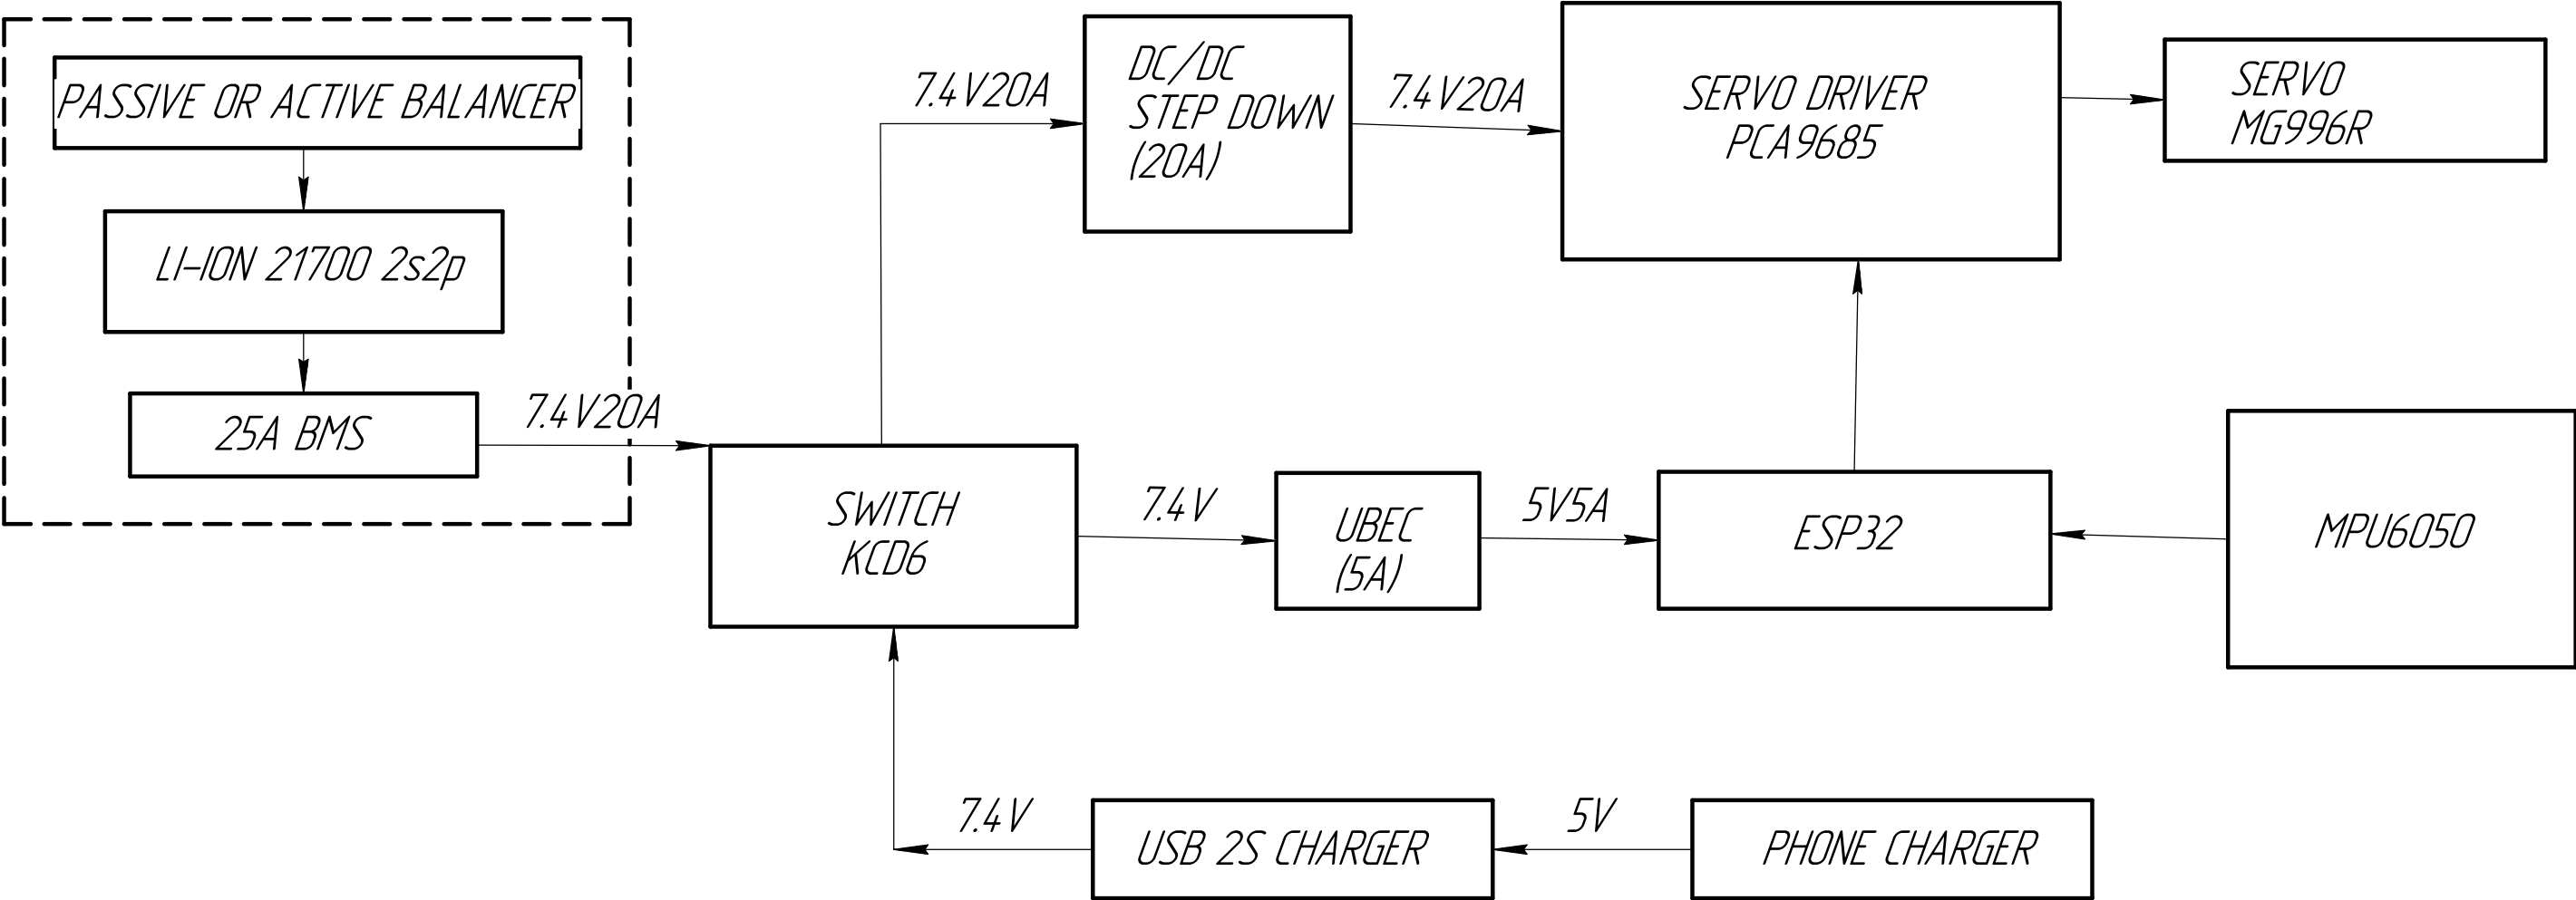 PASSIVE OR ACTIVE BALANCER
LI-ION 21700 2s2p
25A BMS
7.4V20A
SWITCH
KCD6
7.4V20A
DC/DC
STEP DOWN
(20A)
7.4V20A
SERVO DRIVER
PCA9685
SERVO
MG996R
7.4V
UBEC
(5A)
5V5A
ESP32
MPU6050
7.4V
USB 2S CHARGER
5V
PHONE CHARGER